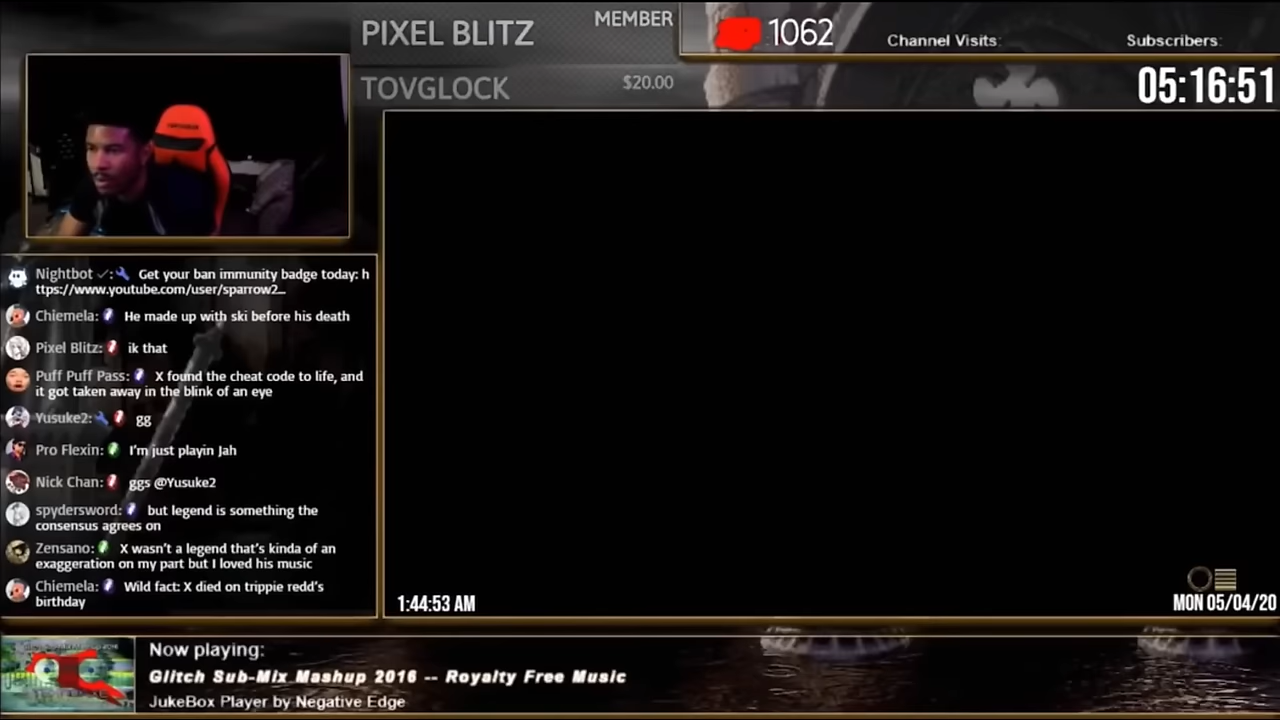 PIXEL BLITZ
MEMBER
1062
Channel Visits:
Subscribers:
TOVGLOCK
$20.00
05:16:51
Nightbot: Get your ban immunity badge today: h
ttps://www.youtube.com/user/sparrow2...
Chiemela: He made up with ski before his death
Pixel Blitz: ik that
Puff Puff Pass: X found the cheat code to life, and
it got taken away in the blink of an eye
Yusuke2: gg
Pro Flexin: I'm just playin Jah
Nick Chan: ggs @Yusuke2
spydersword: but legend is something the
consensus agrees on
Zensano: X wasn't a legend that's kinda of an
exaggeration on my part but I loved his music
Chiemela: Wild fact: X died on trippie redd's
birthday
1:44:53 AM
MON 05/04/20
Now playing:
Glitch Sub-Mix Mashup 2016 -- Royalty Free Music
JukeBox Player by Negative Edge